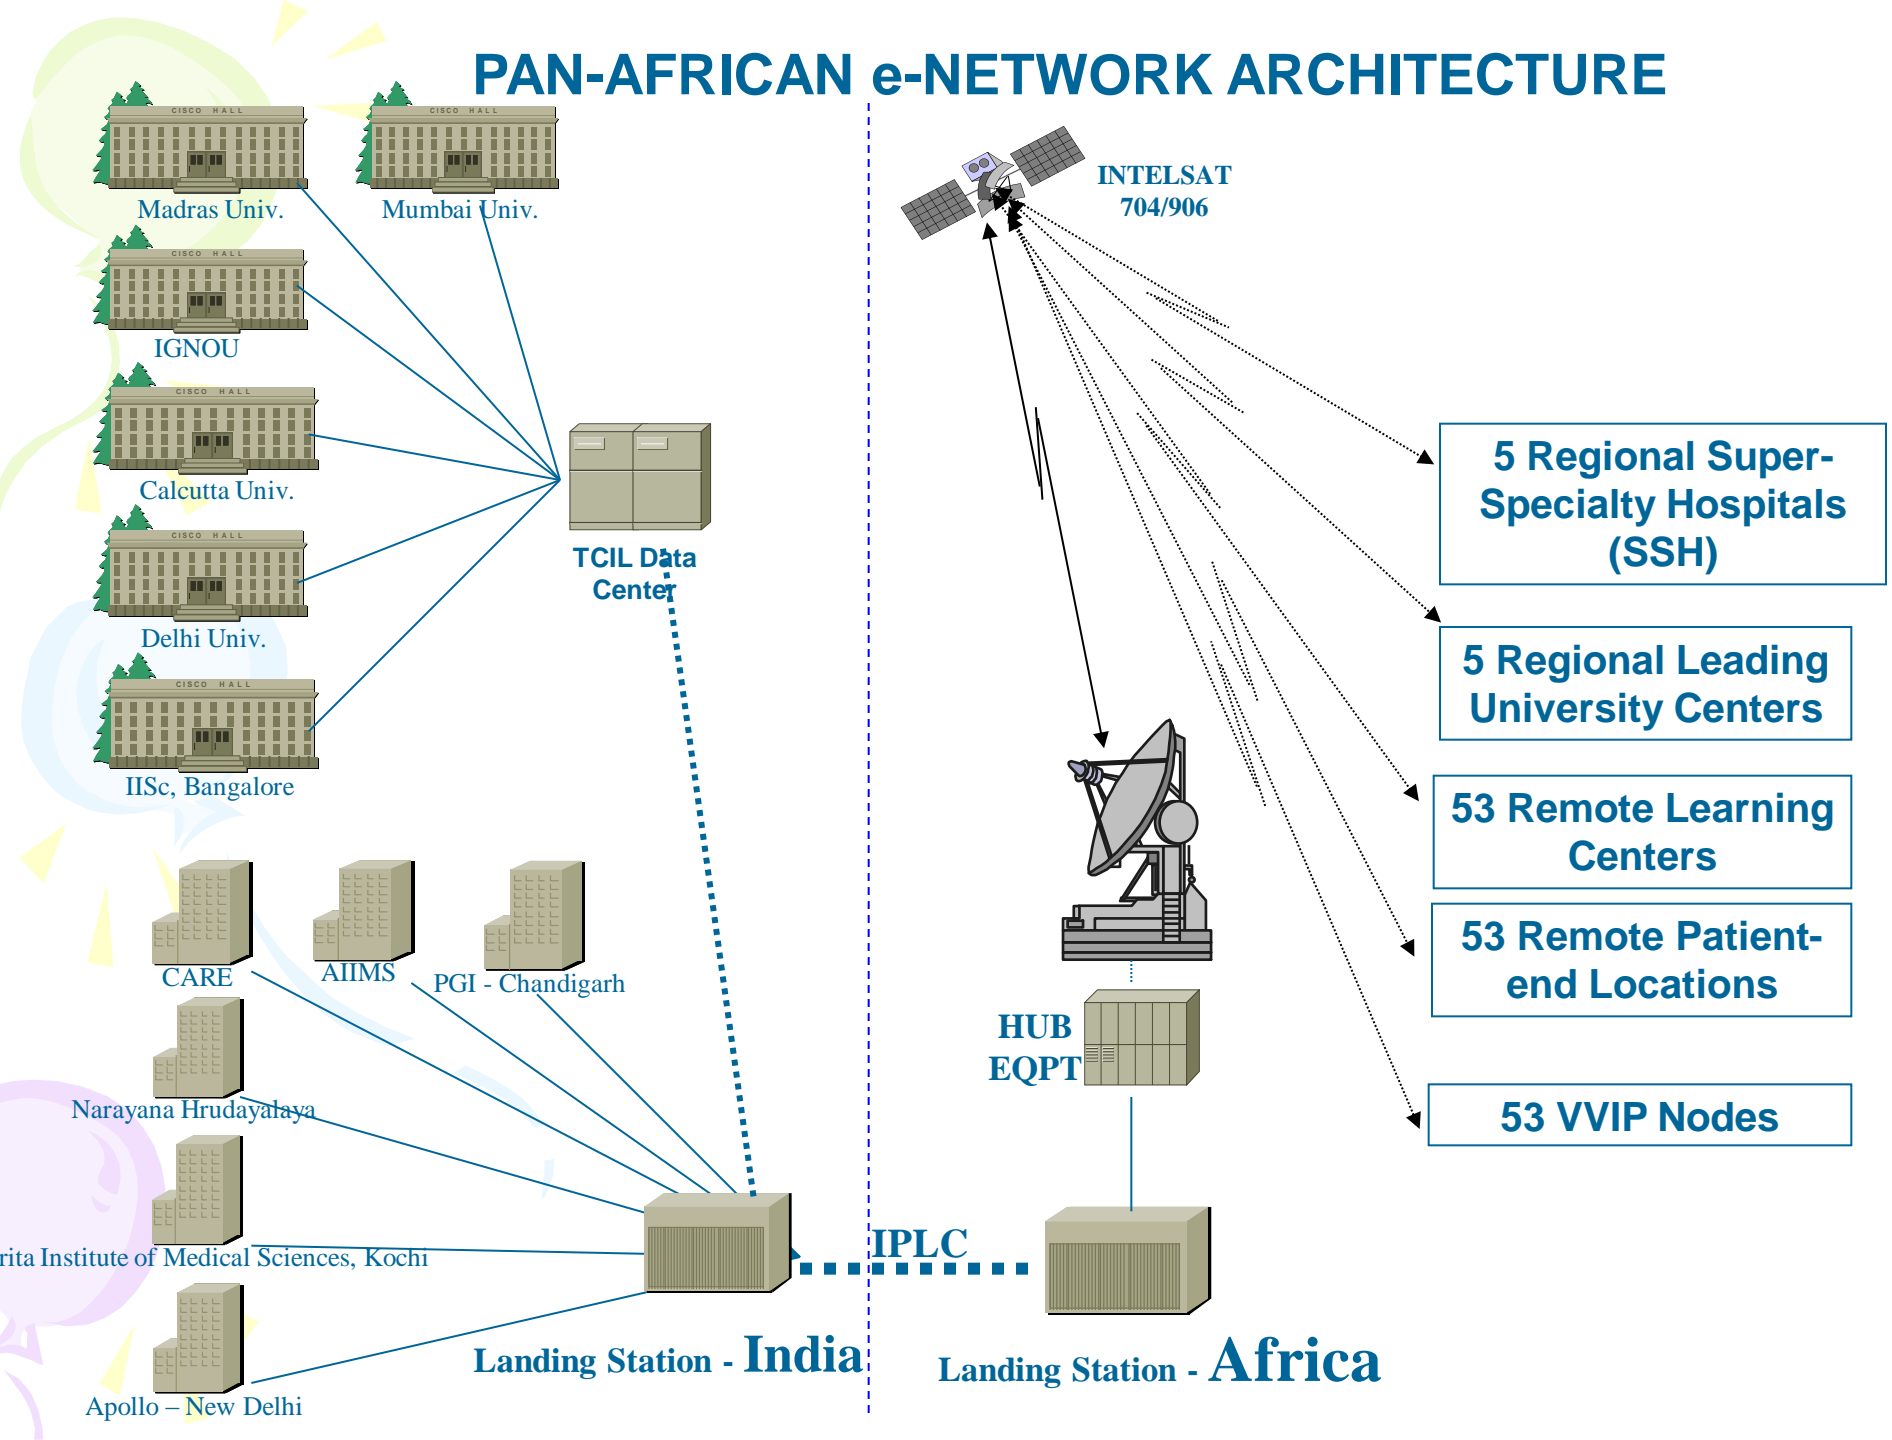 PAN-AFRICAN e-NETWORK ARCHITECTURE
CISCO HALL
Madras Univ.
CISCO HALL
Mumbai Univ.
CISCO HALL
IGNOU
CISCO HALL
Calcutta Univ.
CISCO HALL
Delhi Univ.
CISCO HALL
IISc, Bangalore
TCIL Data
Center
CARE
AIIMS
PGI - Chandigarh
Narayana Hrudayalaya
rita Institute of Medical Sciences, Kochi
Apollo – New Delhi
Landing Station - India
INTELSAT
704/906
5 Regional Super-
Specialty Hospitals
(SSH)
5 Regional Leading
University Centers
53 Remote Learning
Centers
53 Remote Patient-
end Locations
53 VVIP Nodes
HUB
EQPT
IPLC
Landing Station - Africa